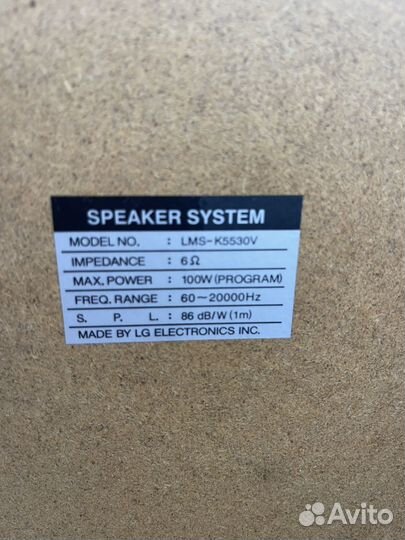 SPEAKER SYSTEM
MODEL NO. : LMS-K5530V
IMPEDANCE : 6Ω
MAX. POWER : 100W (PROGRAM)
FREQ. RANGE : 60~20000Hz
S. P. L. : 86 dB/W (1m)
MADE BY LG ELECTRONICS INC.
Avito